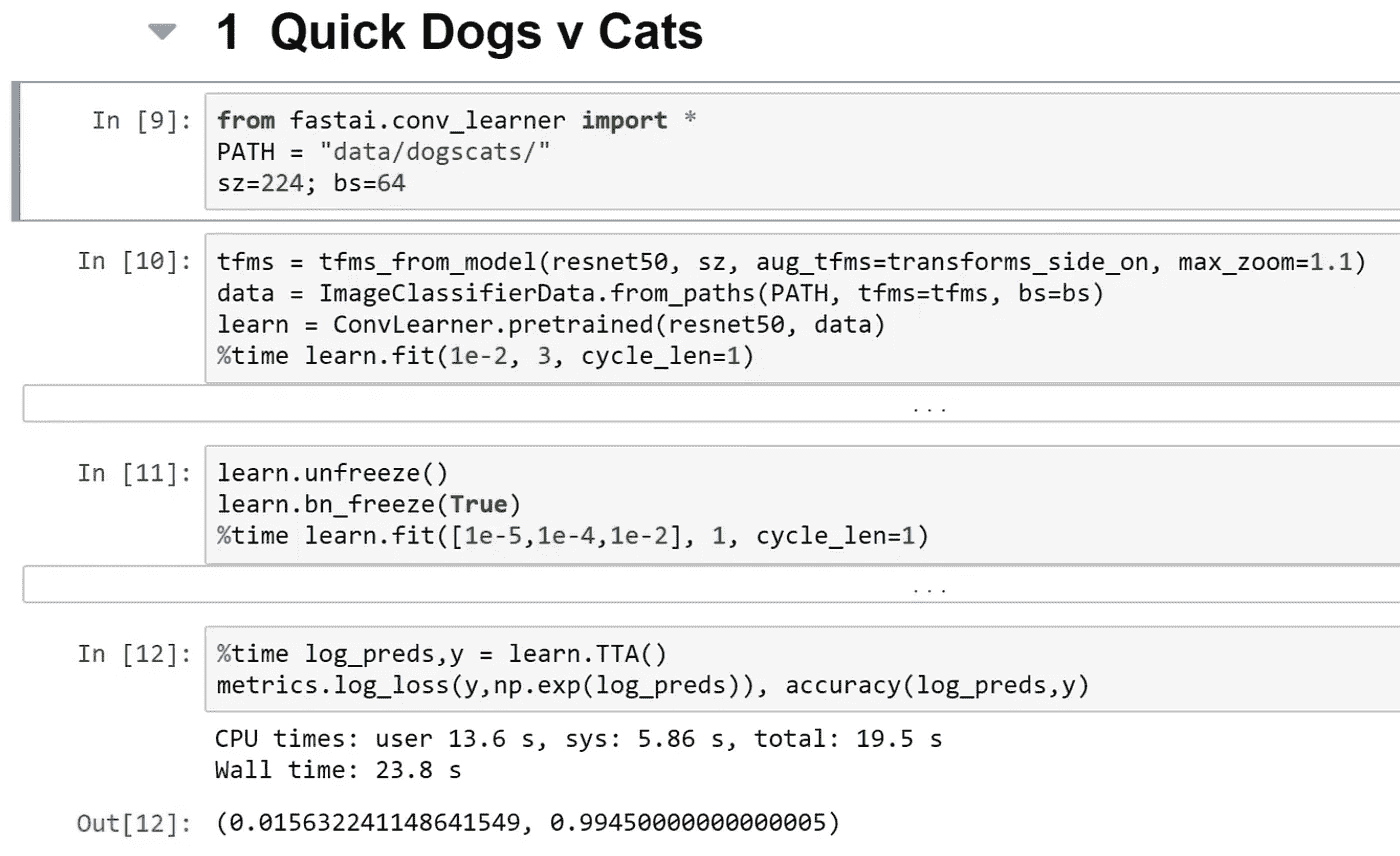 1 Quick Dogs v Cats
In [9]: from fastai.conv_learner import *
PATH = "data/dogscats/"
sz=224; bs=64
In [10]: tfms = tfms_from_model(resnet50, sz, aug_tfms=transforms_side_on, max_zoom=1.1)
data = ImageClassifierData.from_paths(PATH, tfms=tfms, bs=bs)
learn = ConvLearner.pretrained(resnet50, data)
%time learn.fit(1e-2, 3, cycle_len=1)
...
In [11]: learn.unfreeze()
learn.bn_freeze(True)
%time learn.fit([1e-5,1e-4,1e-2], 1, cycle_len=1)
...
In [12]: %time log_preds,y = learn.TTA()
metrics.log_loss(y,np.exp(log_preds)), accuracy(log_preds,y)
CPU times: user 13.6 s, sys: 5.86 s, total: 19.5 s
Wall time: 23.8 s
Out[12]: (0.015632241148641549, 0.99450000000000005)